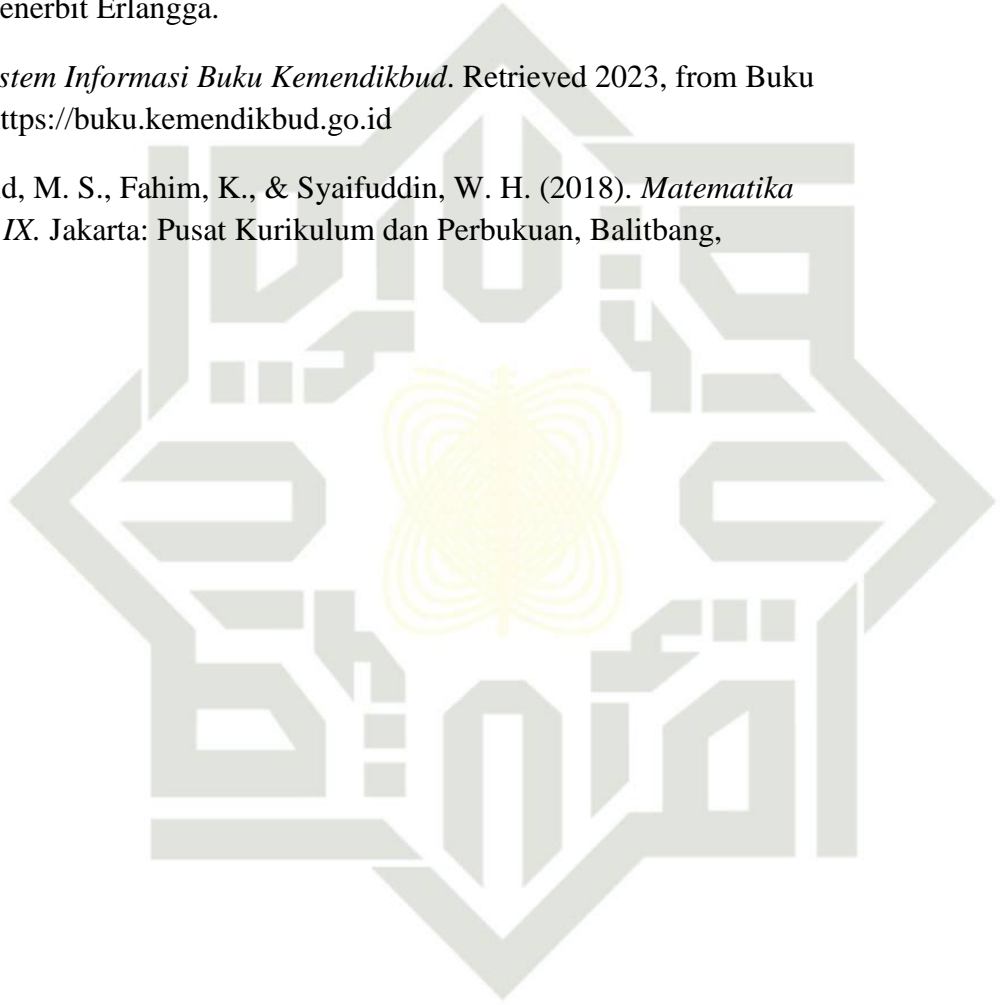 enerbit Erlangga.
stem Informasi Buku Kemendikbud. Retrieved 2023, from Buku
ttps://buku.kemendikbud.go.id
d, M. S., Fahim, K., & Syaifuddin, W. H. (2018). Matematika
IX. Jakarta: Pusat Kurikulum dan Perbukuan, Balitbang,